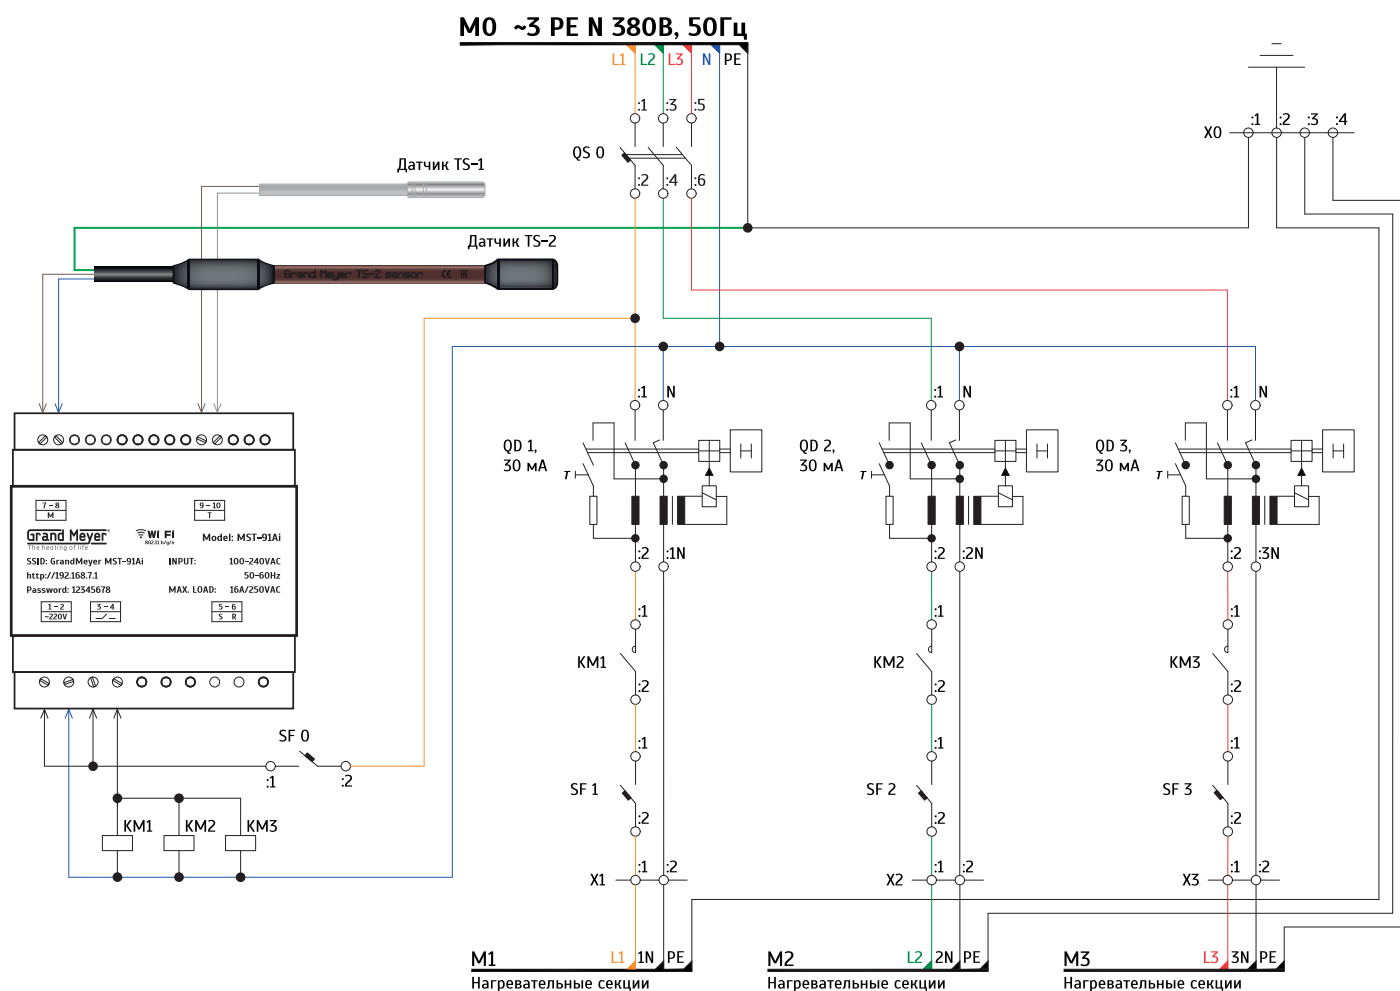 M0 ~3 PE N 380В, 50Гц
L1 L2 L3 N PE
:1 :3 :5
QS 0
:2 :4 :6
X0 :1 :2 :3 :4
Датчик TS-1
Датчик TS-2
Grand Meyer TS-2 sensor CE
:1 N
:1 N
:1 N
QD 1,
30 мА
T
H
QD 2,
30 мА
T
H
QD 3,
30 мА
T
H
7-8
M
9-10
T
Grand Meyer
The heating of life
WI FI
802.11 b/g/n
Model: MST-91Ai
SSID: GrandMeyer MST-91Ai
http://192.168.7.1
Password: 12345678
INPUT: 100-240VAC
50-60Hz
MAX. LOAD: 16A/250VAC
1-2
~220V
3-4
5-6
S R
:2 :1N
:2 :2N
:2 :3N
:1
KM1
:2
:1
KM2
:2
:1
KM3
:2
SF 0
:1 :2
KM1 KM2 KM3
:1
SF 1
:2
:1
SF 2
:2
:1
SF 3
:2
X1 :1 :2
X2 :1 :2
X3 :1 :2
M1 L1 1N PE
Нагревательные секции
M2 L2 2N PE
Нагревательные секции
M3 L3 3N PE
Нагревательные секции